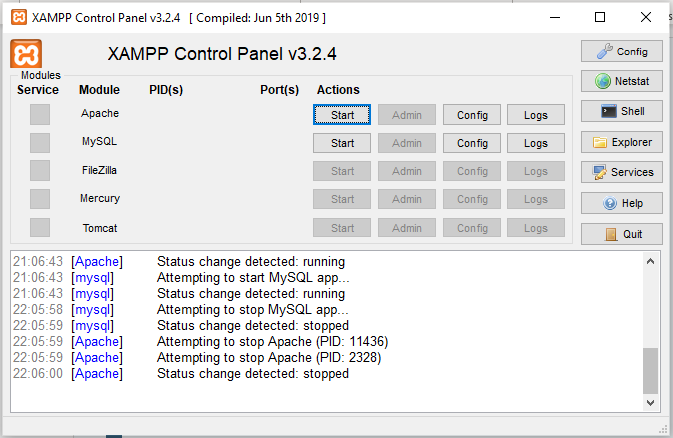 XAMPP Control Panel v3.2.4 [ Compiled: Jun 5th 2019 ]
XAMPP Control Panel v3.2.4
Config
Netstat
Shell
Explorer
Services
Help
Quit
Modules
Service Module PID(s) Port(s) Actions
Apache Start Admin Config Logs
MySQL Start Admin Config Logs
FileZilla Start Admin Config Logs
Mercury Start Admin Config Logs
Tomcat Start Admin Config Logs
21:06:43 [Apache] Status change detected: running
21:06:43 [mysql] Attempting to start MySQL app...
21:06:43 [mysql] Status change detected: running
22:05:58 [mysql] Attempting to stop MySQL app...
22:05:59 [mysql] Status change detected: stopped
22:05:59 [Apache] Attempting to stop Apache (PID: 11436)
22:05:59 [Apache] Attempting to stop Apache (PID: 2328)
22:06:00 [Apache] Status change detected: stopped